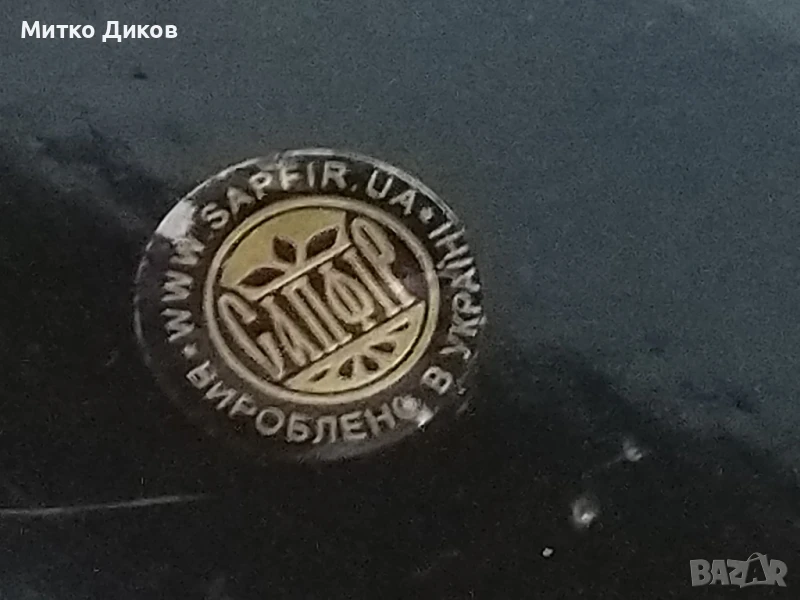 Митко Диков
WWW.SAPFIR.UA
САПФІР
ВИРОБЛЕНО В УКРАЇНІ
BAZAR